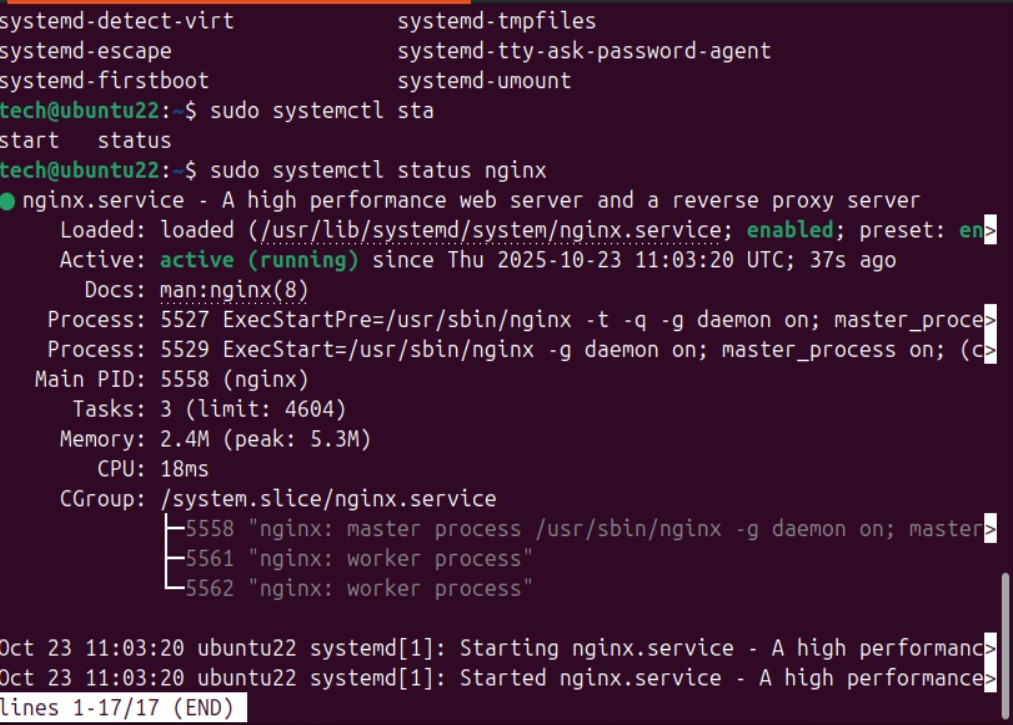 systemd-detect-virt systemd-tmpfiles
systemd-escape systemd-tty-ask-password-agent
systemd-firstboot systemd-umount
tech@ubuntu22:~$ sudo systemctl sta
start status
tech@ubuntu22:~$ sudo systemctl status nginx
● nginx.service - A high performance web server and a reverse proxy server
Loaded: loaded (/usr/lib/systemd/system/nginx.service; enabled; preset: en>
Active: active (running) since Thu 2025-10-23 11:03:20 UTC; 37s ago
Docs: man:nginx(8)
Process: 5527 ExecStartPre=/usr/sbin/nginx -t -q -g daemon on; master_proce>
Process: 5529 ExecStart=/usr/sbin/nginx -g daemon on; master_process on; (c>
Main PID: 5558 (nginx)
Tasks: 3 (limit: 4604)
Memory: 2.4M (peak: 5.3M)
CPU: 18ms
CGroup: /system.slice/nginx.service
├─5558 "nginx: master process /usr/sbin/nginx -g daemon on; master>
├─5561 "nginx: worker process"
└─5562 "nginx: worker process"
Oct 23 11:03:20 ubuntu22 systemd[1]: Starting nginx.service - A high performanc>
Oct 23 11:03:20 ubuntu22 systemd[1]: Started nginx.service - A high performance>
lines 1-17/17 (END)